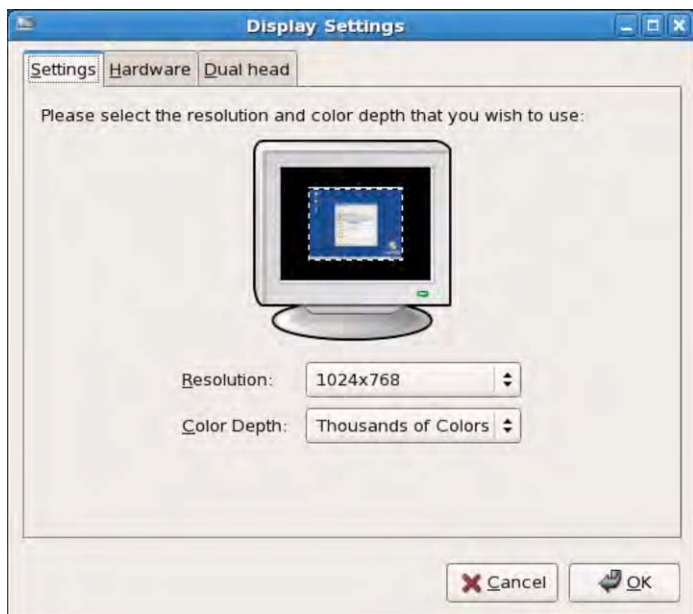 Display Settings
Settings Hardware Dual head
Please select the resolution and color depth that you wish to use:
Resolution: 1024x768
Color Depth: Thousands of Colors
Cancel OK